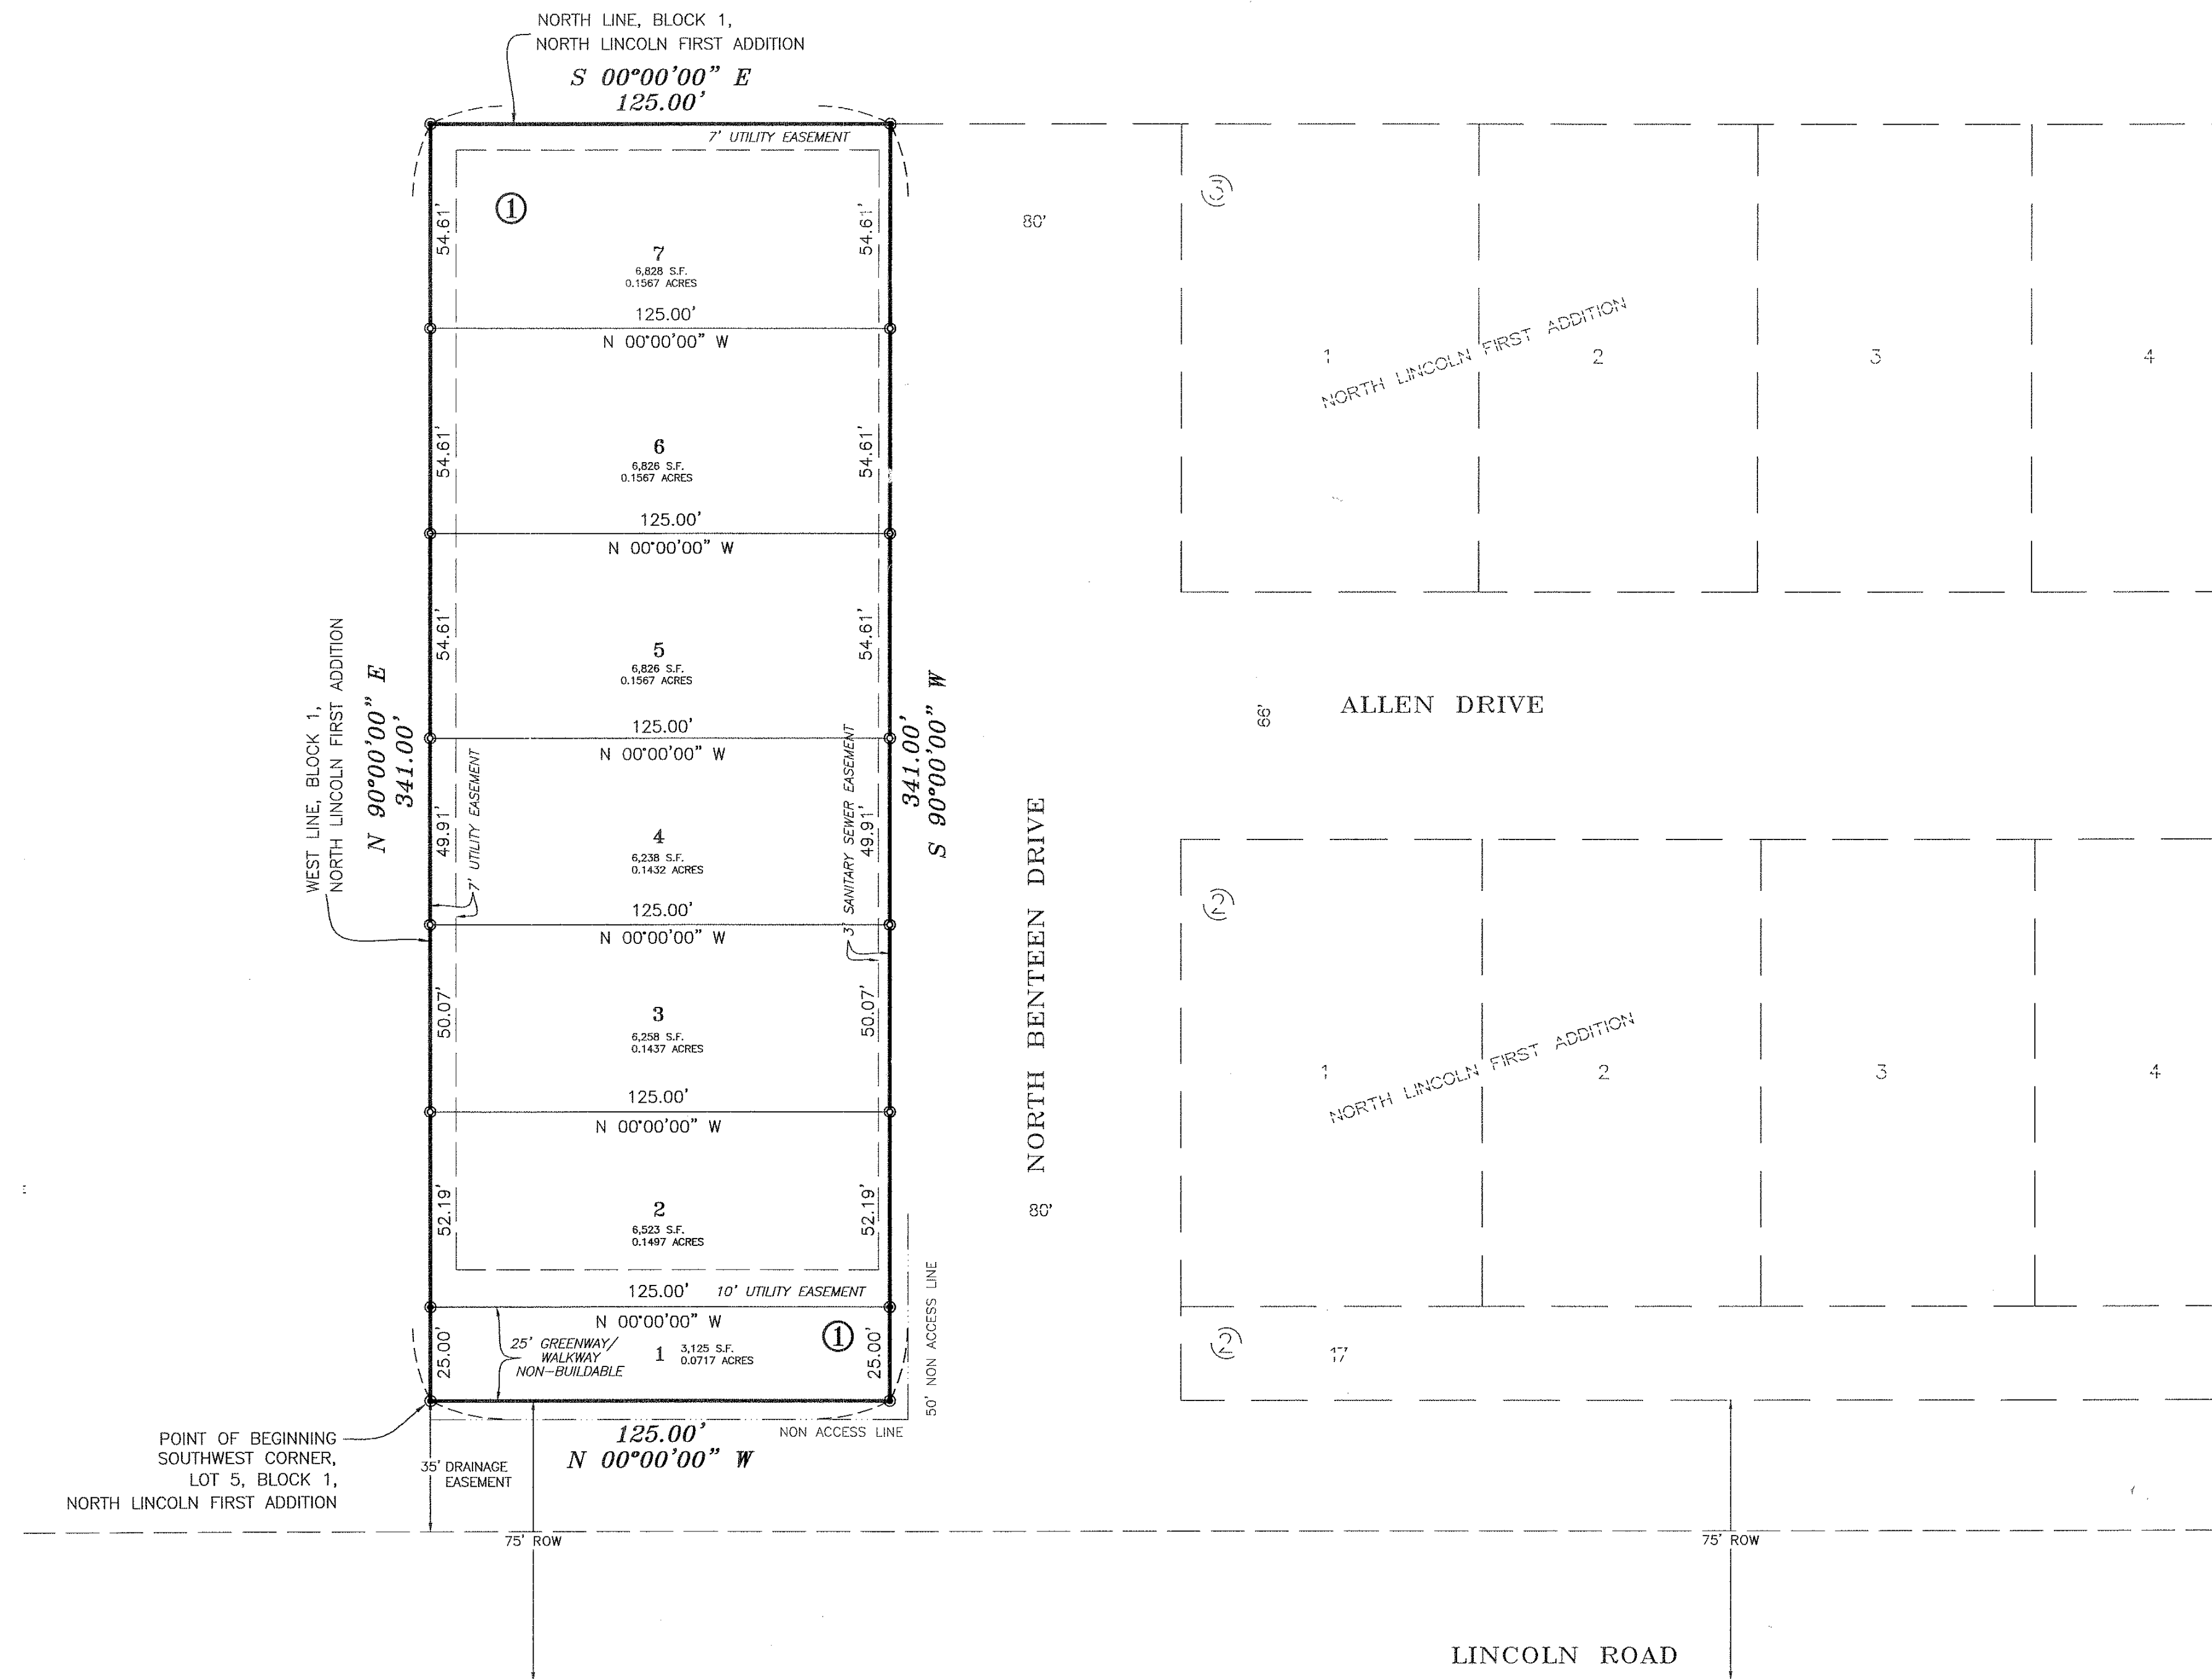 NORTH LINE, BLOCK 1,
NORTH LINCOLN FIRST ADDITION
S 00°00'00" E
125.00'
7' UTILITY EASEMENT
1
54.61'
54.61'
7
6,828 S.F.
0.1567 ACRES
125.00'
N 00°00'00" W
54.61'
54.61'
6
6,826 S.F.
0.1567 ACRES
125.00'
N 00°00'00" W
54.61'
54.61'
5
6,826 S.F.
0.1567 ACRES
125.00'
N 00°00'00" W
WEST LINE, BLOCK 1,
NORTH LINCOLN FIRST ADDITION
N 90°00'00" E
341.00'
7' UTILITY EASEMENT
3' SANITARY SEWER EASEMENT
341.00'
S 90°00'00" W
49.91'
49.91'
4
6,238 S.F.
0.1432 ACRES
125.00'
N 00°00'00" W
50.07'
50.07'
3
6,258 S.F.
0.1437 ACRES
125.00'
N 00°00'00" W
52.19'
52.19'
2
6,523 S.F.
0.1497 ACRES
125.00'
10' UTILITY EASEMENT
N 00°00'00" W
25.00'
25' GREENWAY/
WALKWAY
NON-BUILDABLE
1
3,125 S.F.
0.0717 ACRES
1
25.00'
50' NON ACCESS LINE
125.00'
NON ACCESS LINE
N 00°00'00" W
POINT OF BEGINNING
SOUTHWEST CORNER,
LOT 5, BLOCK 1,
NORTH LINCOLN FIRST ADDITION
35' DRAINAGE
EASEMENT
75' ROW
80'
NORTH BENTEEN DRIVE
80'
3
1
2
3
4
NORTH LINCOLN FIRST ADDITION
66'
ALLEN DRIVE
2
1
2
3
4
NORTH LINCOLN FIRST ADDITION
2
17
75' ROW
LINCOLN ROAD